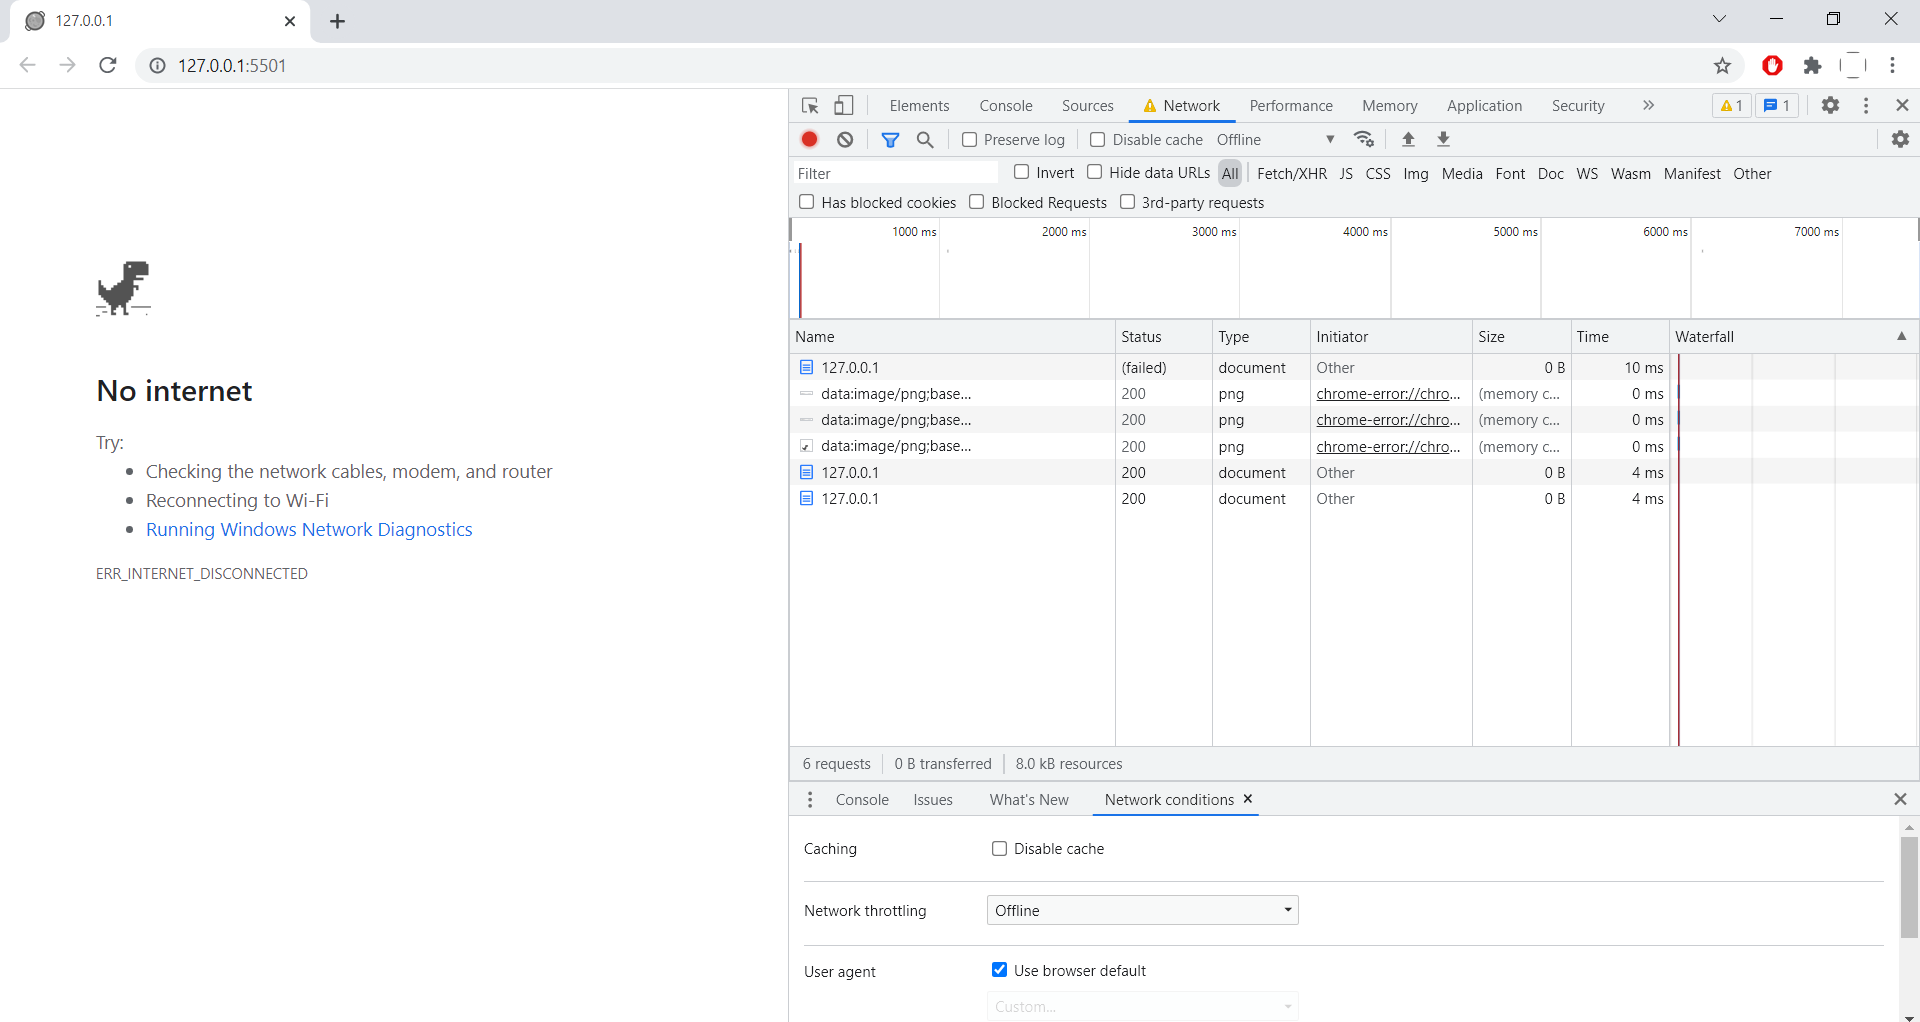 127.0.0.1
127.0.0.1:5501
Elements Console Sources Network Performance Memory Application Security » 1 1
Preserve log Disable cache Offline
Filter Invert Hide data URLs All Fetch/XHR JS CSS Img Media Font Doc WS Wasm Manifest Other
Has blocked cookies Blocked Requests 3rd-party requests
1000 ms 2000 ms 3000 ms 4000 ms 5000 ms 6000 ms 7000 ms
Name Status Type Initiator Size Time Waterfall
127.0.0.1 (failed) document Other 0 B 10 ms
data:image/png;base... 200 png chrome-error://chro... (memory c... 0 ms
data:image/png;base... 200 png chrome-error://chro... (memory c... 0 ms
data:image/png;base... 200 png chrome-error://chro... (memory c... 0 ms
127.0.0.1 200 document Other 0 B 4 ms
127.0.0.1 200 document Other 0 B 4 ms
6 requests 0 B transferred 8.0 kB resources
Console Issues What's New Network conditions
Caching Disable cache
Network throttling Offline
User agent Use browser default
Custom...
No internet
Try:
Checking the network cables, modem, and router
Reconnecting to Wi-Fi
Running Windows Network Diagnostics
ERR_INTERNET_DISCONNECTED